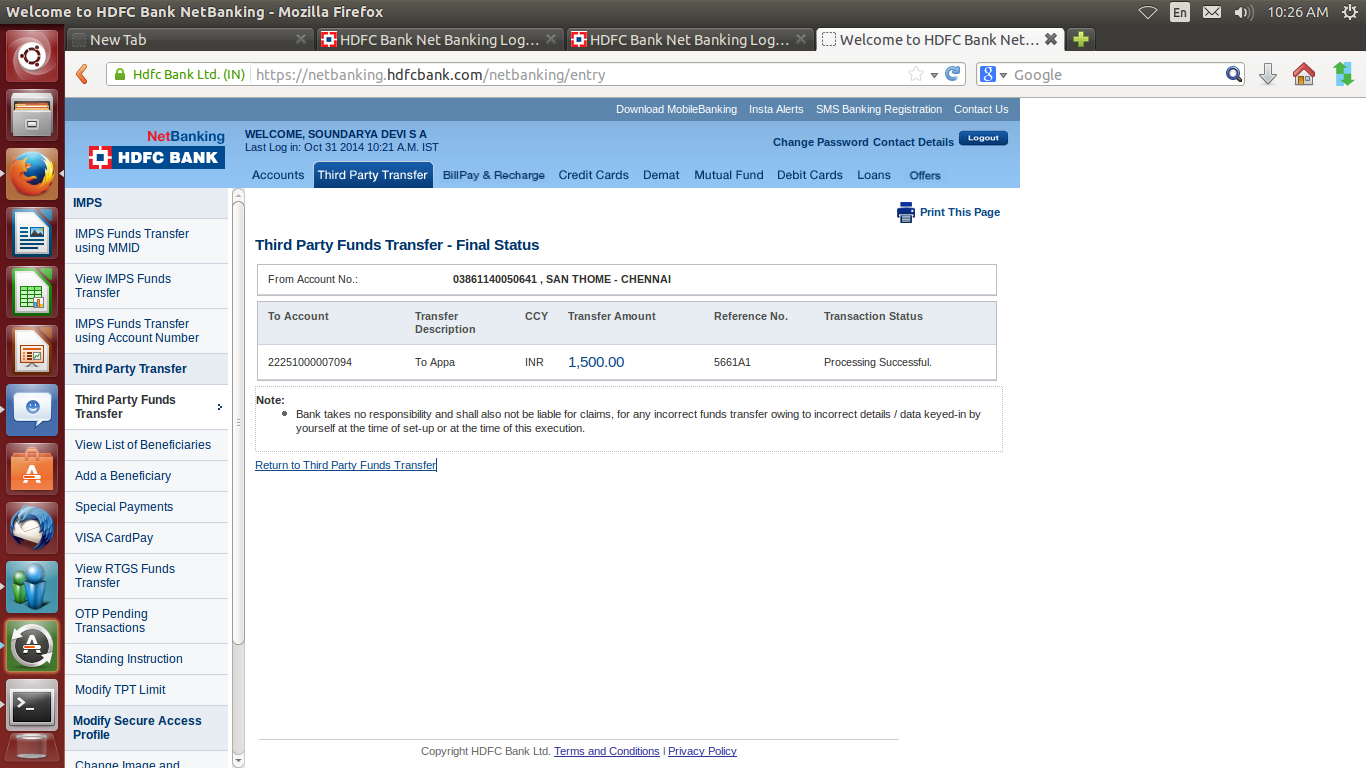 Welcome to HDFC Bank NetBanking - Mozilla Firefox
En
10:26 AM
New Tab
HDFC Bank Net Banking Log...
HDFC Bank Net Banking Log...
Welcome to HDFC Bank Net...
Hdfc Bank Ltd. (IN)
https://netbanking.hdfcbank.com/netbanking/entry
Google
Download MobileBanking
Insta Alerts
SMS Banking Registration
Contact Us
NetBanking
HDFC BANK
WELCOME, SOUNDARYA DEVI S A
Last Log in: Oct 31 2014 10:21 A.M. IST
Change Password
Contact Details
Logout
Accounts
Third Party Transfer
BillPay & Recharge
Credit Cards
Demat
Mutual Fund
Debit Cards
Loans
Offers
IMPS
IMPS Funds Transfer
using MMID
View IMPS Funds
Transfer
IMPS Funds Transfer
using Account Number
Third Party Transfer
Third Party Funds
Transfer
View List of Beneficiaries
Add a Beneficiary
Special Payments
VISA CardPay
View RTGS Funds
Transfer
OTP Pending
Transactions
Standing Instruction
Modify TPT Limit
Modify Secure Access
Profile
Change Image and
Print This Page
Third Party Funds Transfer - Final Status
From Account No.:
03861140050641 , SAN THOME - CHENNAI
To Account
Transfer
Description
CCY
Transfer Amount
Reference No.
Transaction Status
22251000007094
To Appa
INR
1,500.00
5661A1
Processing Successful.
Note:
Bank takes no responsibility and shall also not be liable for claims, for any incorrect funds transfer owing to incorrect details / data keyed-in by
yourself at the time of set-up or at the time of this execution.
Return to Third Party Funds Transfer
Copyright HDFC Bank Ltd. Terms and Conditions | Privacy Policy